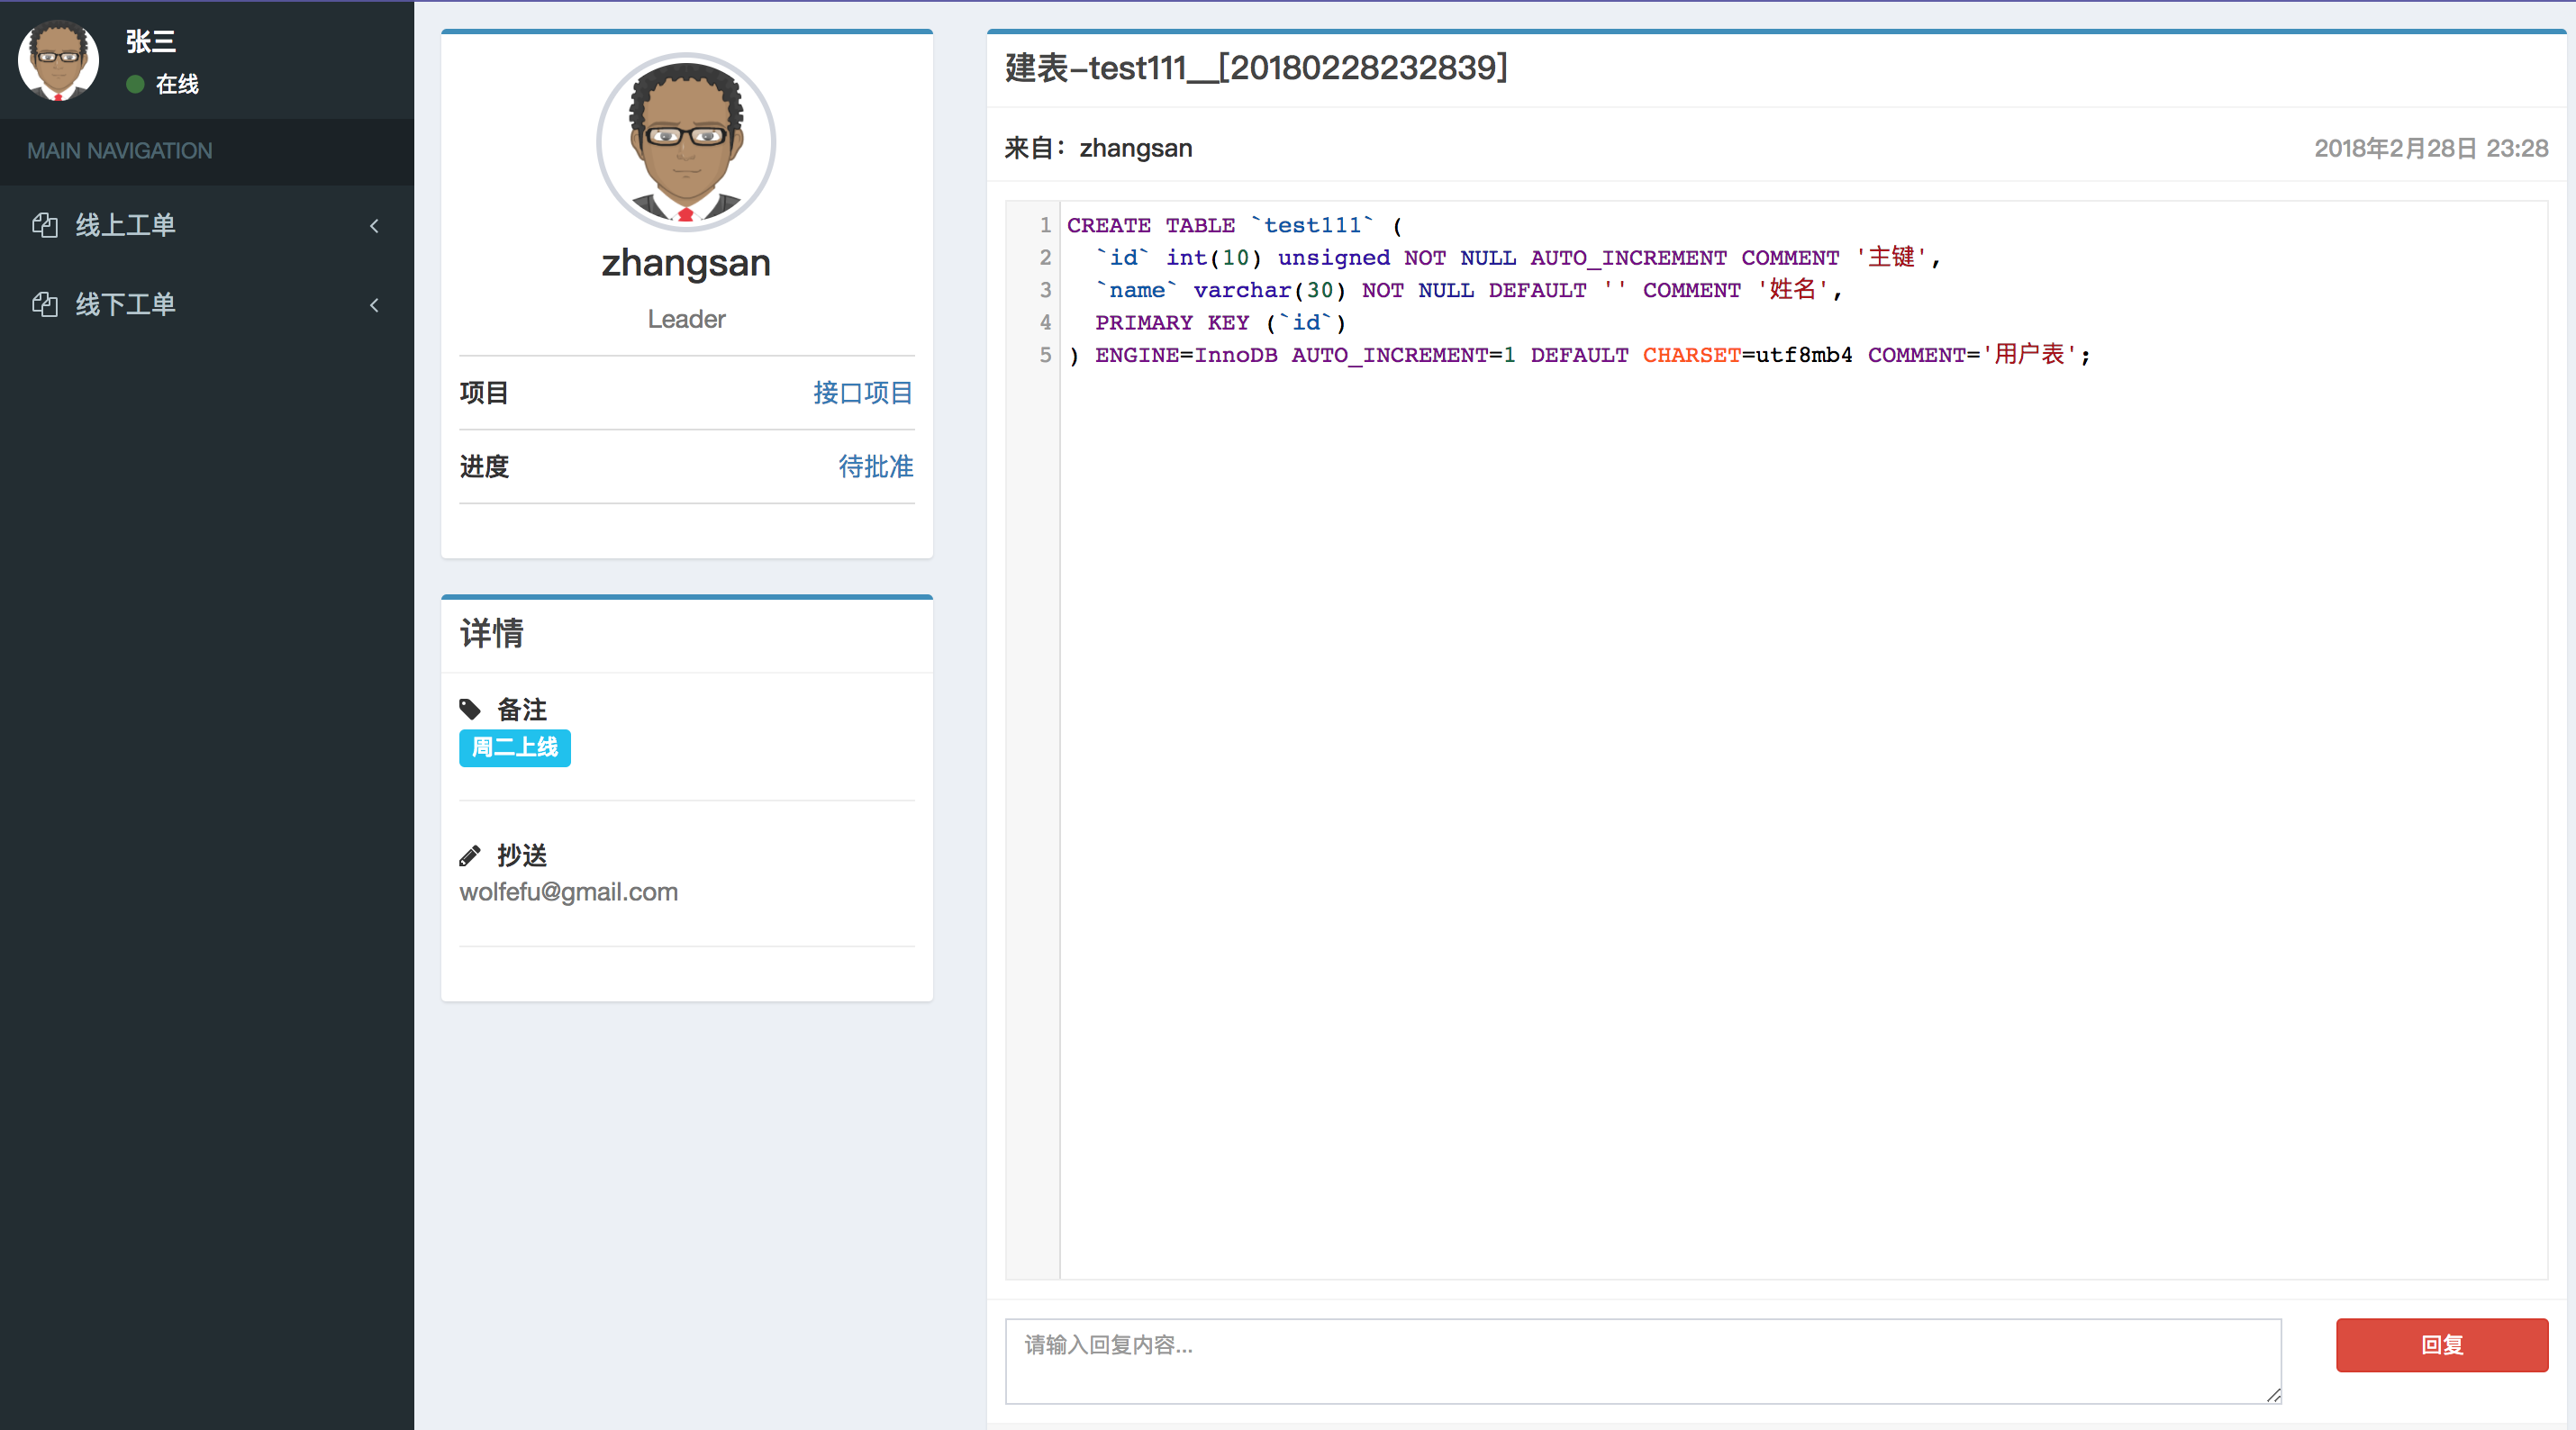 张三
在线
MAIN NAVIGATION
线上工单
线下工单
zhangsan
Leader
项目 接口项目
进度 待批准
详情
备注
周二上线
抄送
wolfefu@gmail.com
建表-test111__[20180228232839]
来自：zhangsan 2018年2月28日 23:28
1 CREATE TABLE `test111` (
2 `id` int(10) unsigned NOT NULL AUTO_INCREMENT COMMENT '主键',
3 `name` varchar(30) NOT NULL DEFAULT '' COMMENT '姓名',
4 PRIMARY KEY (`id`)
5 ) ENGINE=InnoDB AUTO_INCREMENT=1 DEFAULT CHARSET=utf8mb4 COMMENT='用户表';
请输入回复内容...
回复